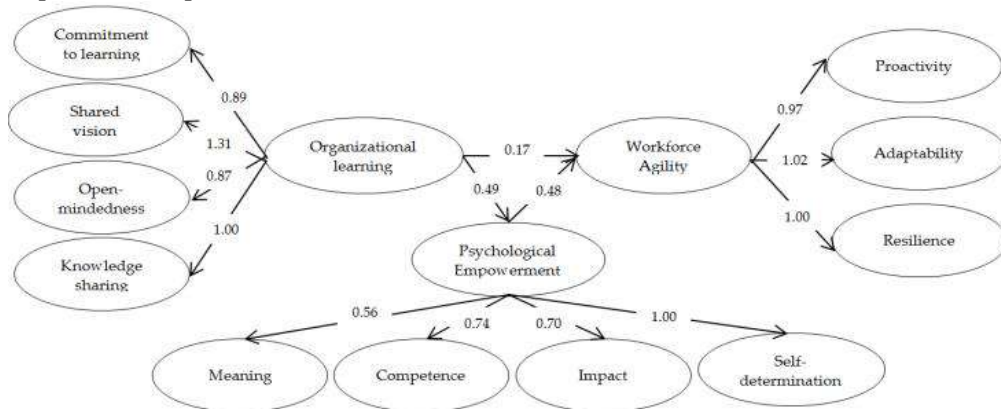 Commitment
to learning
Shared
vision
Open-
mindedness
Knowledge
sharing
0.89
1.31
0.87
1.00
Organizational
learning
0.17
0.49
0.48
Workforce
Agility
0.97
1.02
1.00
Proactivity
Adaptability
Resilience
Psychological
Empowerment
0.56
0.74
0.70
1.00
Meaning
Competence
Impact
Self-
determination